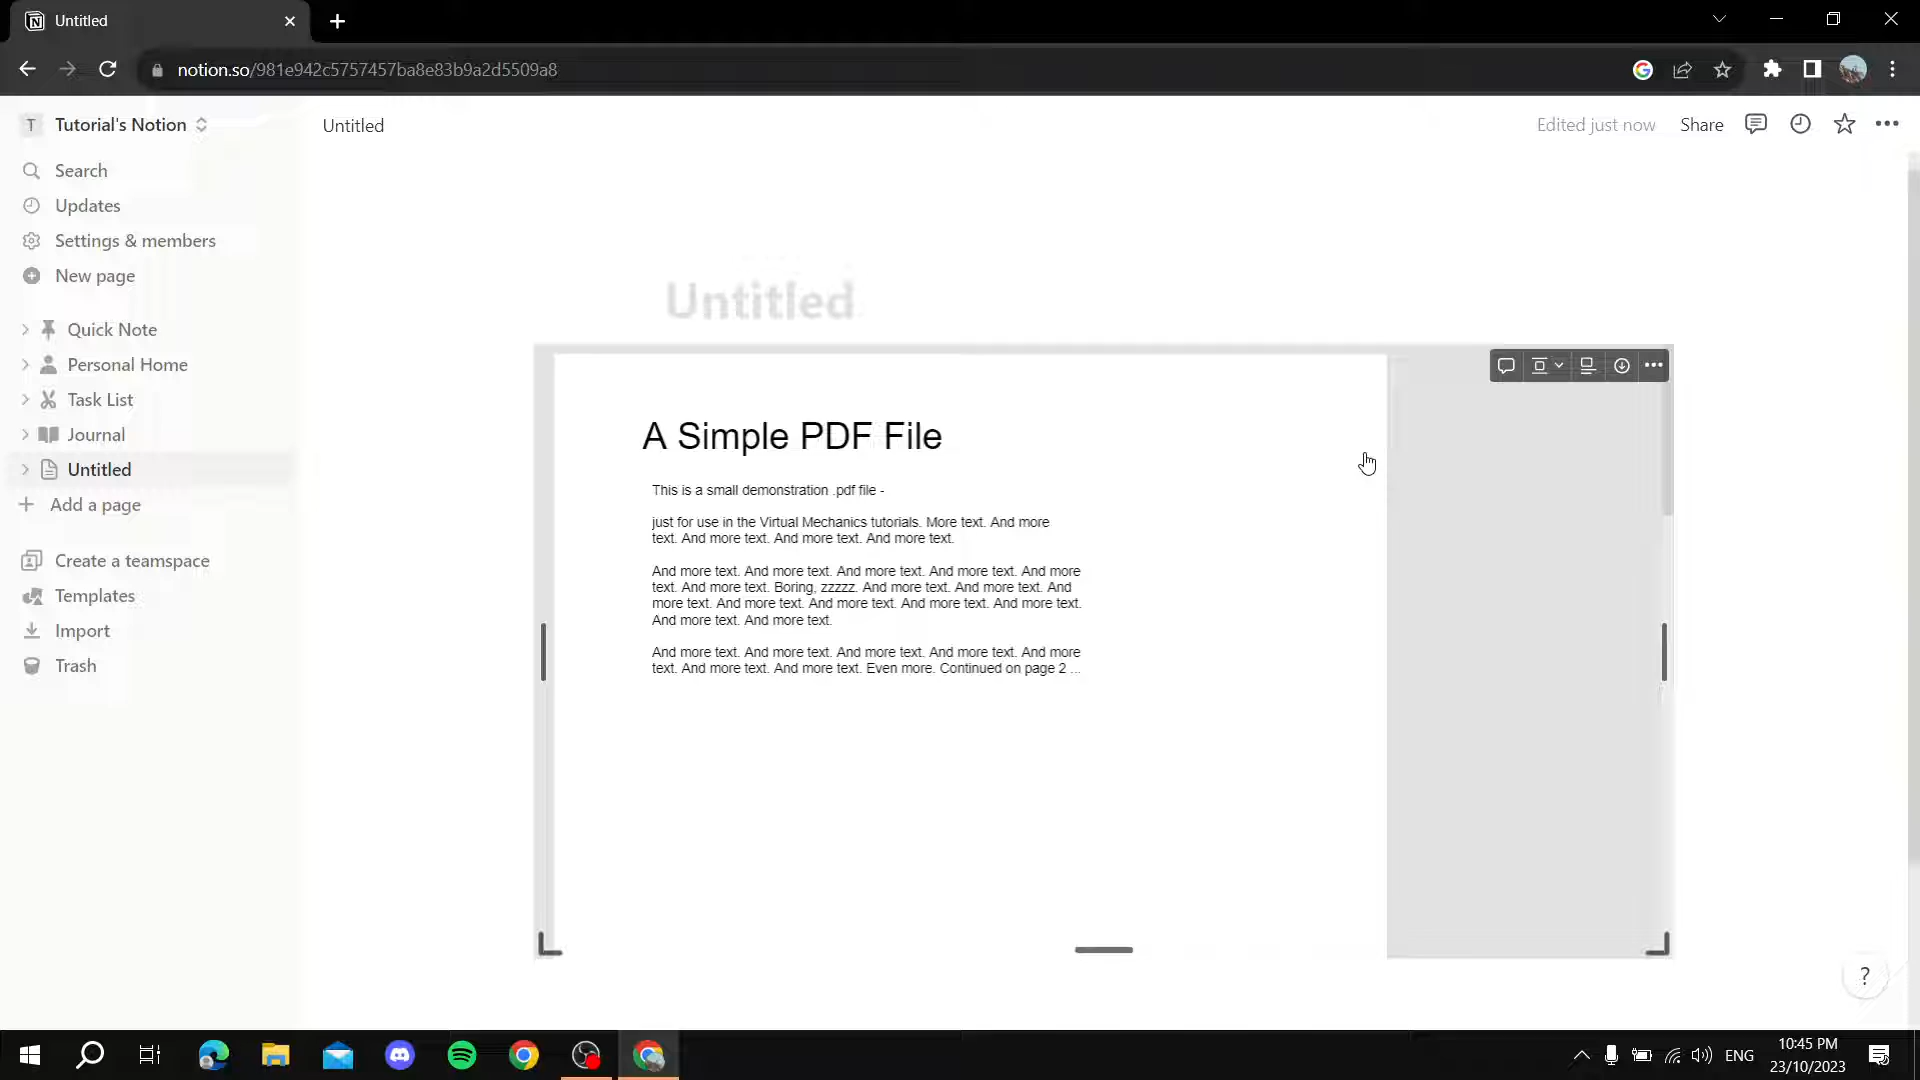 Untitled
notion.so/981e942c5757457ba8e83b9a2d5509a8
T Tutorial's Notion
Untitled
Edited just now
Share
Search
Updates
Settings & members
New page
Quick Note
Personal Home
Task List
Journal
Untitled
Add a page
Create a teamspace
Templates
Import
Trash
Untitled
A Simple PDF File
This is a small demonstration .pdf file -
just for use in the Virtual Mechanics tutorials. More text. And more
text. And more text. And more text. And more text.
And more text. And more text. And more text. And more text. And more
text. And more text. Boring, zzzzz. And more text. And more text. And
more text. And more text. And more text. And more text. And more text.
And more text. And more text.
And more text. And more text. And more text. And more text. And more
text. And more text. And more text. Even more. Continued on page 2 ...
?
ENG
10:45 PM
23/10/2023